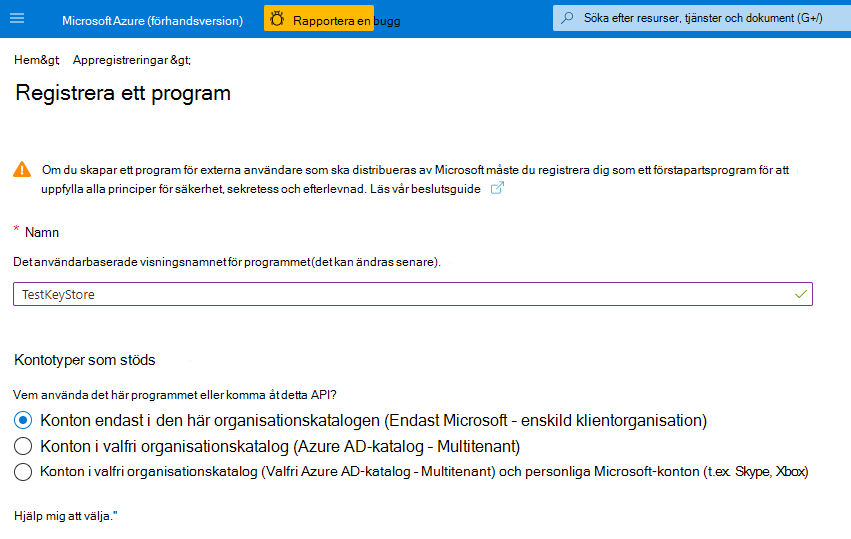 Microsoft Azure (förhandsversion)
Rapportera en bugg
Söka efter resurser, tjänster och dokument (G+/)
Hem&gt; Appregistreringar &gt;
Registrera ett program
Om du skapar ett program för externa användare som ska distribueras av Microsoft måste du registrera dig som ett förstapartsprogram för att
uppfylla alla principer för säkerhet, sekretess och efterlevnad. Läs vår beslutsguide
* Namn
Det användarbaserade visningsnamnet för programmet (det kan ändras senare).
TestKeyStore
Kontotyper som stöds
Vem använda det här programmet eller komma åt detta API?
Konton endast i den här organisationskatalogen (Endast Microsoft - enskild klientorganisation)
Konton i valfri organisationskatalog (Azure AD-katalog - Multitenant)
Konton i valfri organisationskatalog (Valfri Azure AD-katalog - Multitenant) och personliga Microsoft-konton (t.ex. Skype, Xbox)
Hjälp mig att välja."